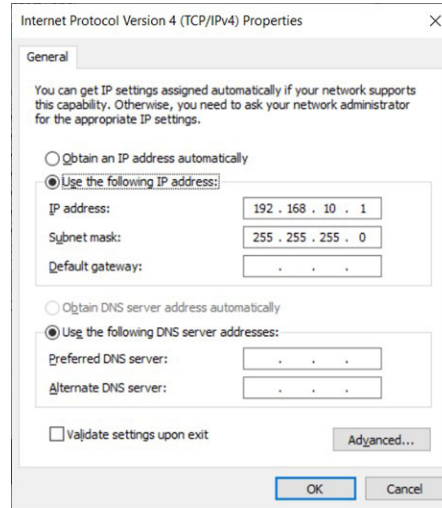 Internet Protocol Version 4 (TCP/IPv4) Properties
General
You can get IP settings assigned automatically if your network supports
this capability. Otherwise, you need to ask your network administrator
for the appropriate IP settings.
Obtain an IP address automatically
Use the following IP address:
IP address: 192 . 168 . 10 . 1
Subnet mask: 255 . 255 . 255 . 0
Default gateway: . . .
Obtain DNS server address automatically
Use the following DNS server addresses:
Preferred DNS server: . . .
Alternate DNS server: . . .
Validate settings upon exit
Advanced...
OK Cancel